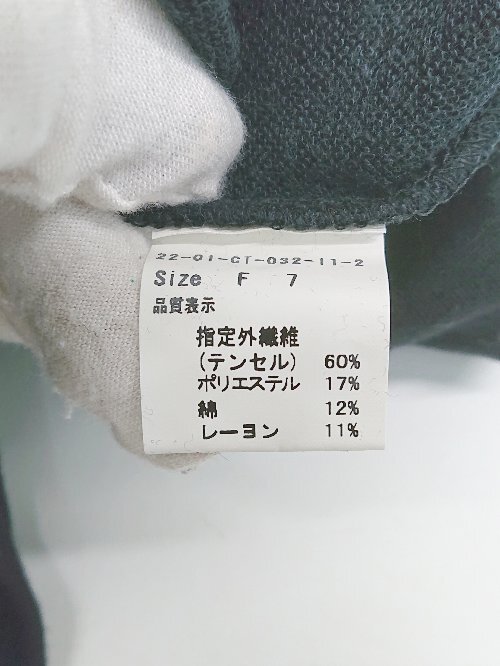 22-01-CT-032-11-2
Size F 7
品質表示
指定外繊維
(テンセル) 60%
ポリエステル 17%
綿 12%
レーヨン 11%